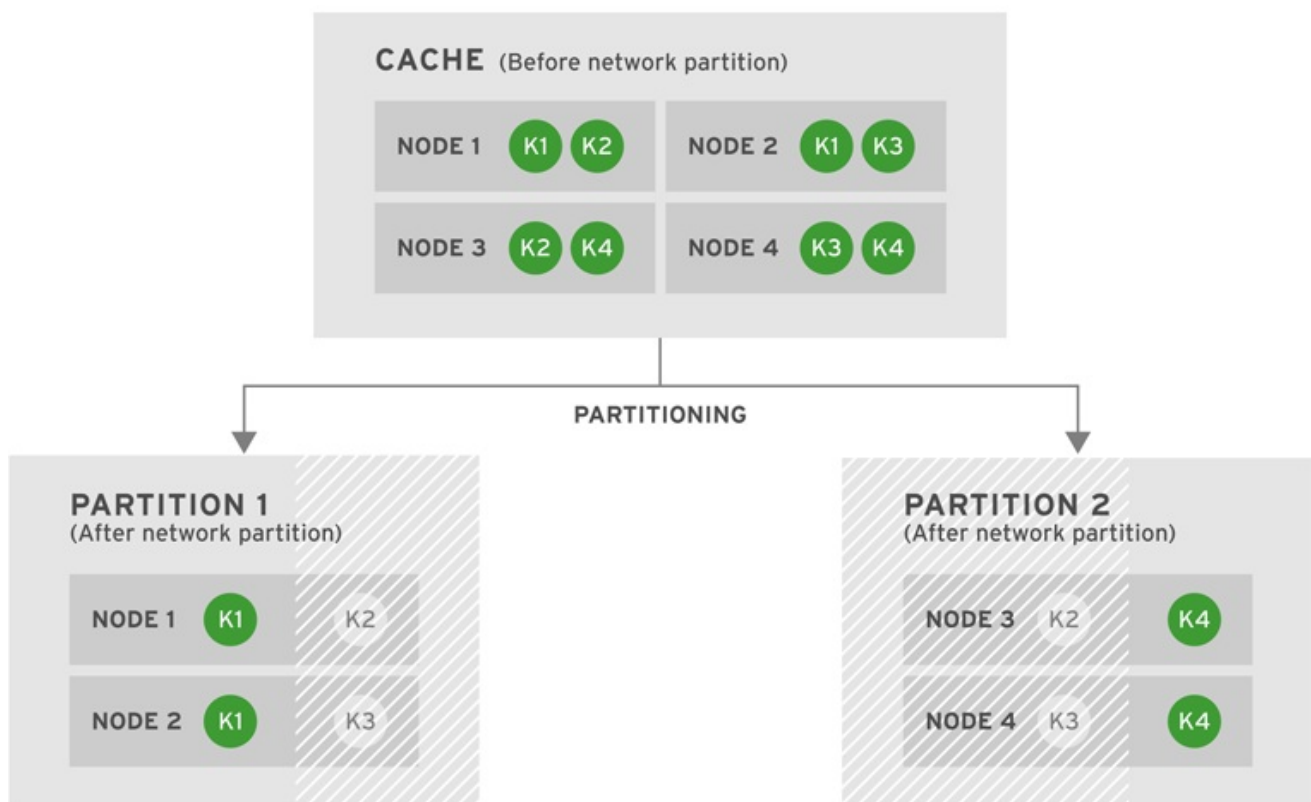 CACHE (Before network partition)
NODE 1 K1 K2 NODE 2 K1 K3
NODE 3 K2 K4 NODE 4 K3 K4
PARTITIONING
PARTITION 1
(After network partition)
NODE 1 K1 K2
NODE 2 K1 K3
PARTITION 2
(After network partition)
NODE 3 K2 K4
NODE 4 K3 K4